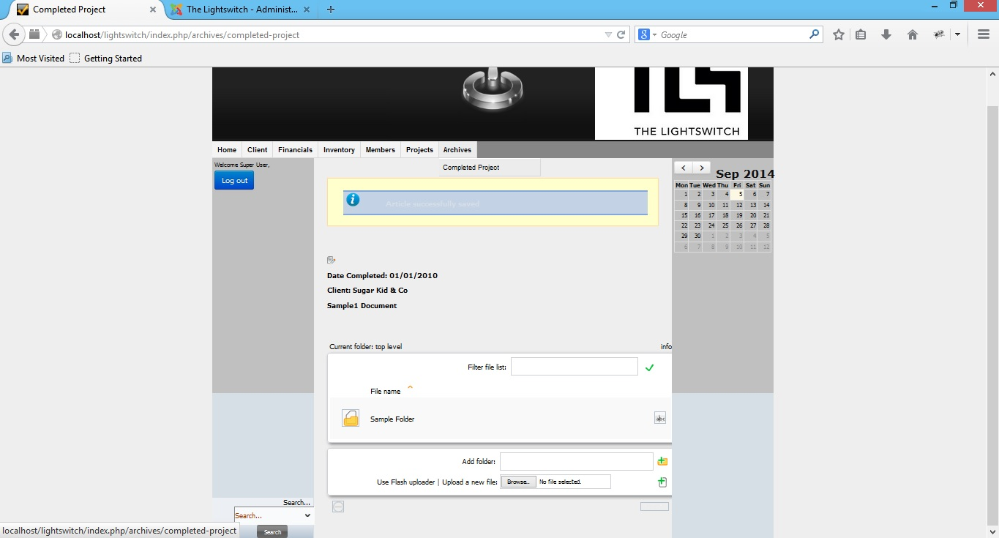 Completed Project
The Lightswitch - Administ...
localhost/lightswitch/index.php/archives/completed-project
Google
Most Visited
Getting Started
THE LIGHTSWITCH
Home Client Financials Inventory Members Projects Archives
Completed Project
Welcome Super User,
Log out
Article successfully saved
Date Completed: 01/01/2010
Client: Sugar Kid & Co
Sample1 Document
Current folder: top level info
Filter file list:
File name
Sample Folder
abc
Add folder:
Use Flash uploader | Upload a new file: Browse... No file selected.
< > Sep 2014
Mon Tue Wed Thu Fri Sat Sun
1 2 3 4 5 6 7
8 9 10 11 12 13 14
15 16 17 18 19 20 21
22 23 24 25 26 27 28
29 30 1 2 3 4 5
6 7 8 9 10 11 12
Search...
Search...
Search
localhost/lightswitch/index.php/archives/completed-project